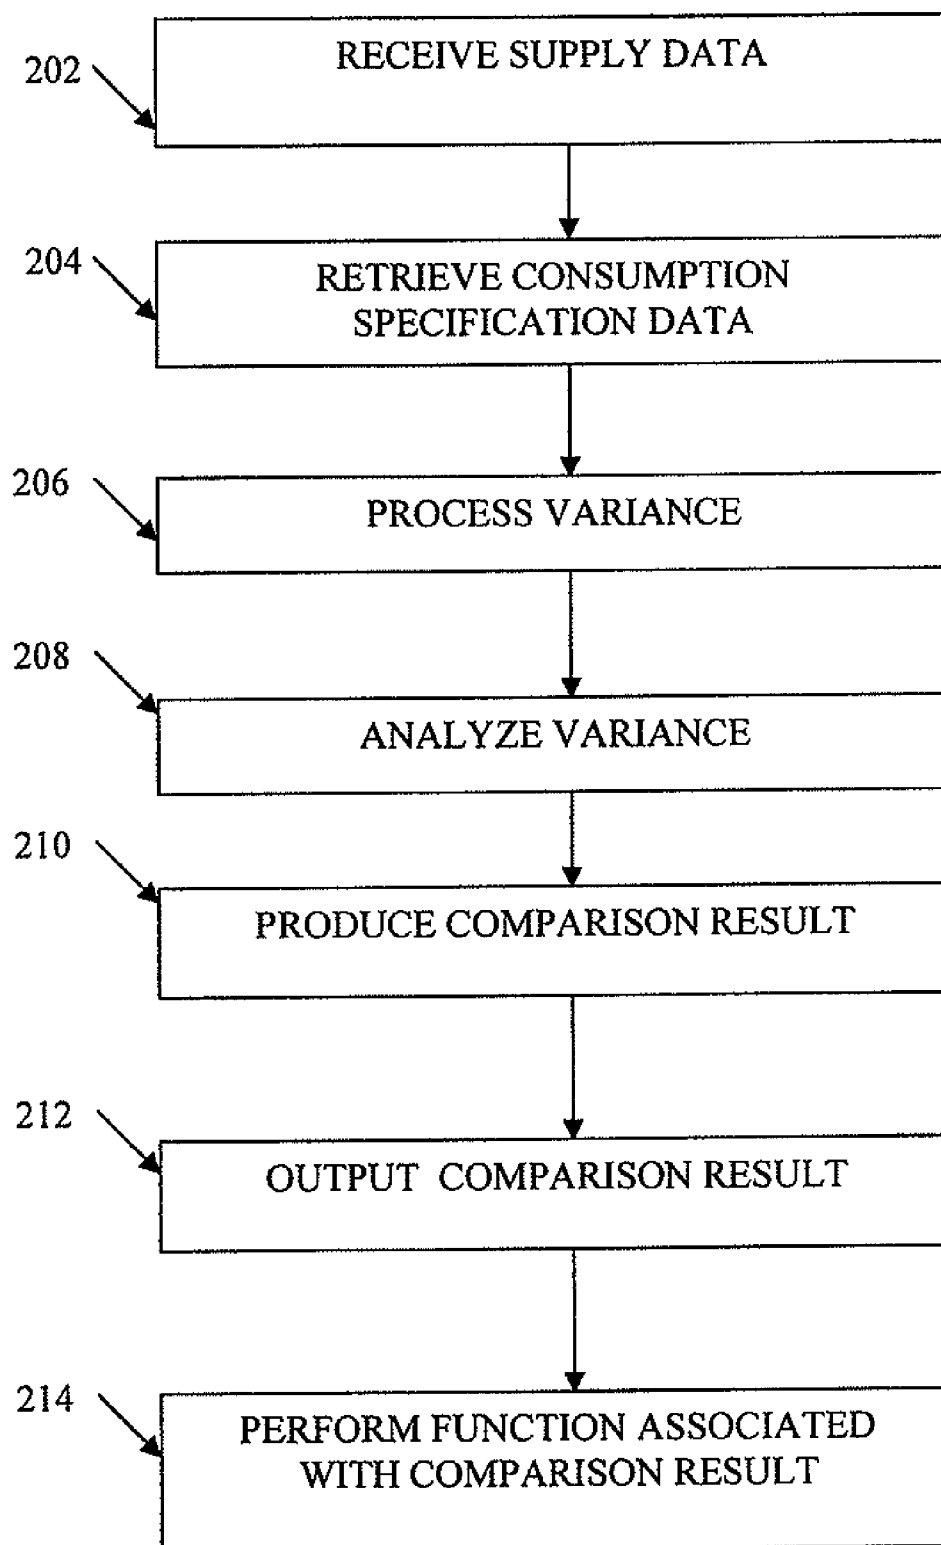 RECEIVE SUPPLY DATA
202
204
RETRIEVE CONSUMPTION
SPECIFICATION DATA
206
PROCESS VARIANCE
208
ANALYZE VARIANCE
210
PRODUCE COMPARISON RESULT
212
OUTPUT COMPARISON RESULT
214
PERFORM FUNCTION ASSOCIATED
WITH COMPARISON RESULT